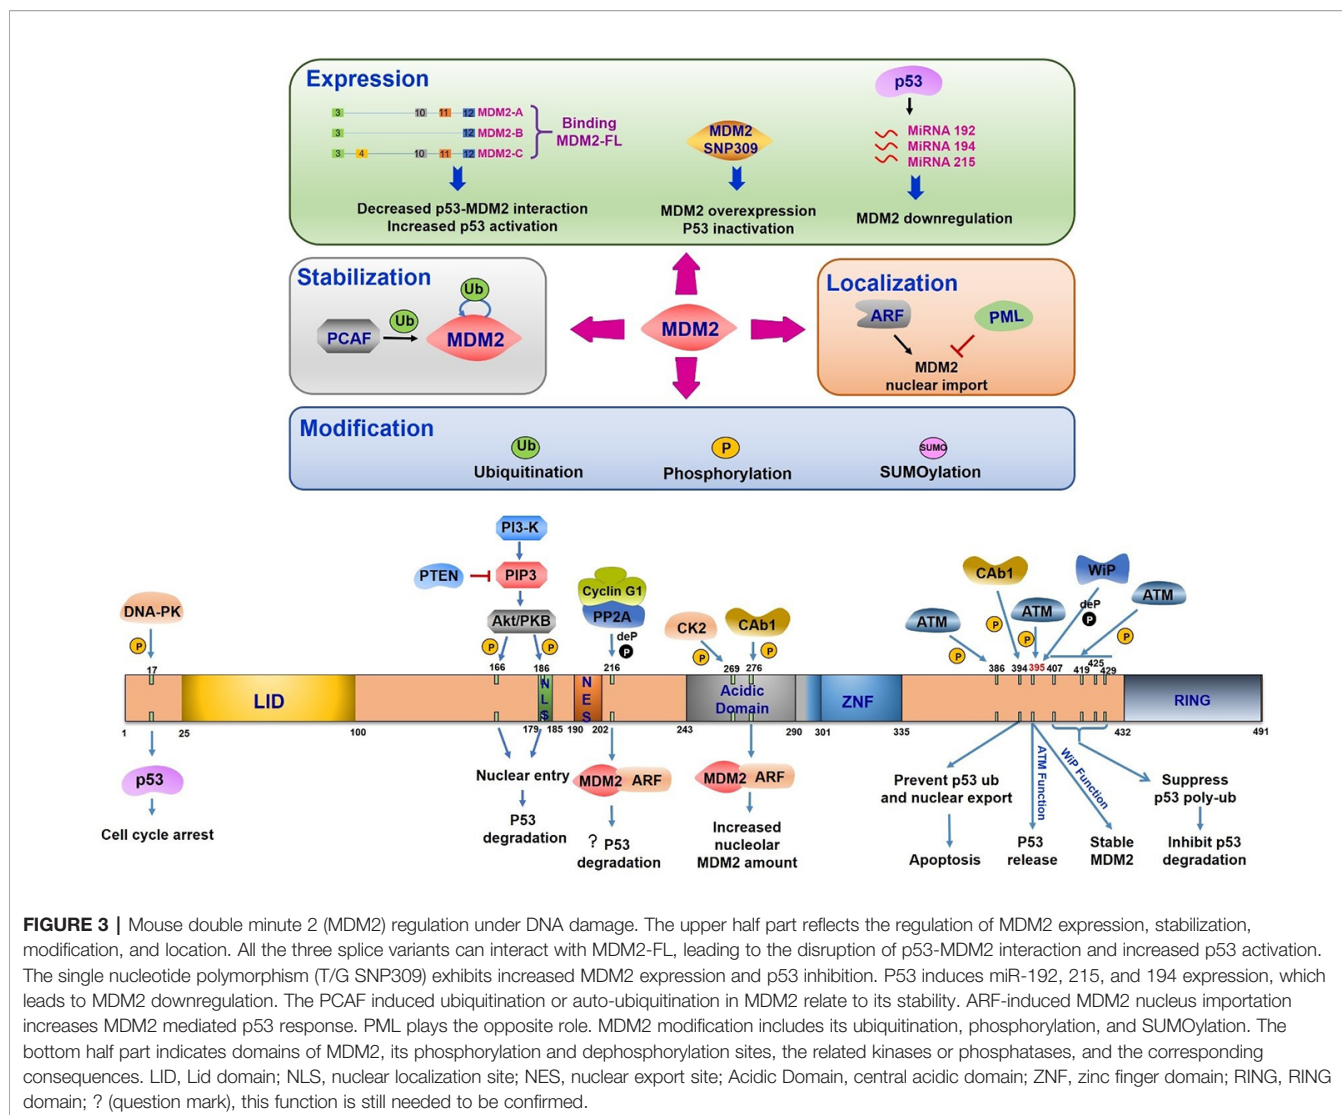 Expression
3 10 11 12 MDM2-A
3 12 MDM2-B
3 4 10 11 12 MDM2-C
Binding
MDM2-FL
Decreased p53-MDM2 interaction
Increased p53 activation
MDM2
SNP309
MDM2 overexpression
P53 inactivation
p53
MiRNA 192
MiRNA 194
MiRNA 215
MDM2 downregulation
Stabilization
Ub
Ub
PCAF
MDM2
MDM2
Localization
ARF
PML
MDM2
nuclear import
Modification
Ub
Ubiquitination
P
Phosphorylation
SUMO
SUMOylation
PI3-K
PTEN
PIP3
Akt/PKB
DNA-PK
P
P
P
Cyclin G1
PP2A
deP
P
CK2
CAb1
P
P
CAb1
WiP
ATM
ATM
ATM
deP
P
P
P
P
P
17
166
186
216
269
276
386
394
395
407
419
425
429
LID
NLS
NES
Acidic
Domain
ZNF
RING
1
25
100
179
185
190
202
243
290
301
335
432
491
p53
Cell cycle arrest
Nuclear entry
P53
degradation
MDM2 ARF
? P53
degradation
MDM2 ARF
Increased
nucleolar
MDM2 amount
Prevent p53 ub
and nuclear export
Apoptosis
ATM Function
P53
release
WiP Function
Stable
MDM2
Suppress
p53 poly-ub
Inhibit p53
degradation
FIGURE 3 | Mouse double minute 2 (MDM2) regulation under DNA damage. The upper half part reflects the regulation of MDM2 expression, stabilization,
modification, and location. All the three splice variants can interact with MDM2-FL, leading to the disruption of p53-MDM2 interaction and increased p53 activation.
The single nucleotide polymorphism (T/G SNP309) exhibits increased MDM2 expression and p53 inhibition. P53 induces miR-192, 215, and 194 expression, which
leads to MDM2 downregulation. The PCAF induced ubiquitination or auto-ubiquitination in MDM2 relate to its stability. ARF-induced MDM2 nucleus importation
increases MDM2 mediated p53 response. PML plays the opposite role. MDM2 modification includes its ubiquitination, phosphorylation, and SUMOylation. The
bottom half part indicates domains of MDM2, its phosphorylation and dephosphorylation sites, the related kinases or phosphatases, and the corresponding
consequences. LID, Lid domain; NLS, nuclear localization site; NES, nuclear export site; Acidic Domain, central acidic domain; ZNF, zinc finger domain; RING, RING
domain; ? (question mark), this function is still needed to be confirmed.